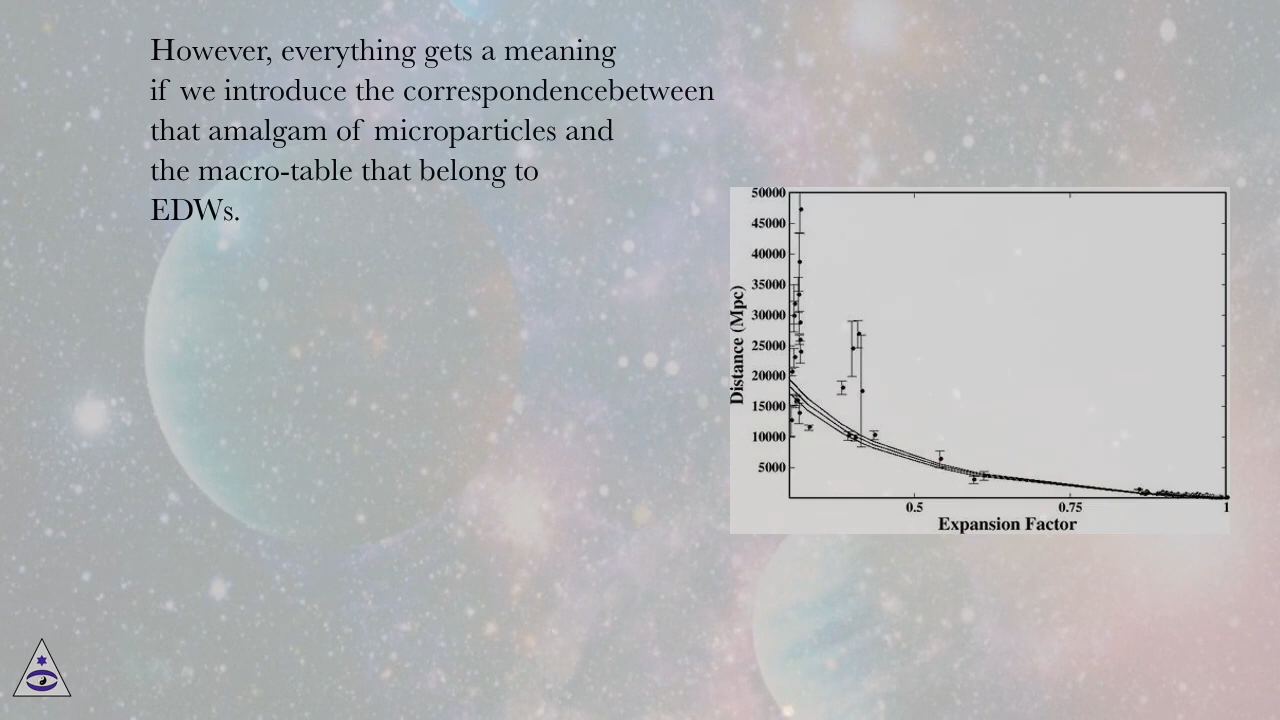 However, everything gets a meaning
if we introduce the correspondencebetween
that amalgam of microparticles and
the macro-table that belong to
EDWs.
50000
45000
40000
35000
30000
25000
20000
15000
10000
5000
Distance (Mpc)
0.5
0.75
1
Expansion Factor